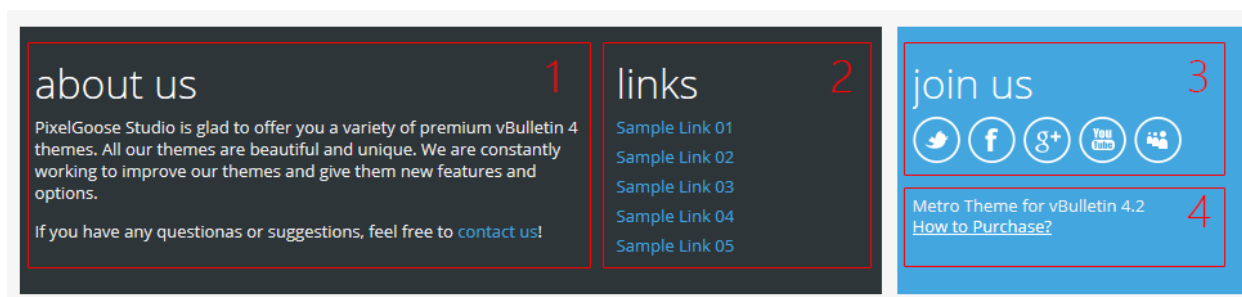 about us
1
PixelGoose Studio is glad to offer you a variety of premium vBulletin 4
themes. All our themes are beautiful and unique. We are constantly
working to improve our themes and give them new features and
options.
If you have any questionas or suggestions, feel free to contact us!
links
2
Sample Link 01
Sample Link 02
Sample Link 03
Sample Link 04
Sample Link 05
join us
3
f g+ You Tube
Metro Theme for vBulletin 4.2
How to Purchase?
4